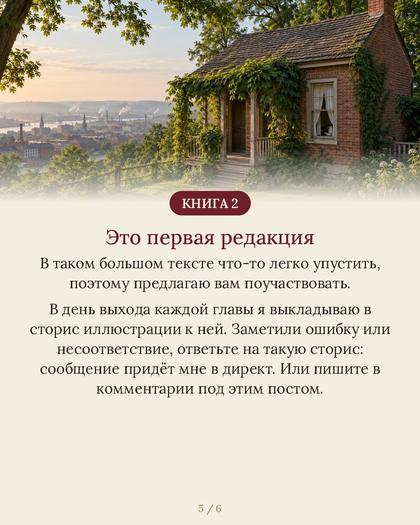 КНИГА 2
Это первая редакция
В таком большом тексте что-то легко упустить,
поэтому предлагаю вам поучаствовать.
В день выхода каждой главы я выкладываю в
сторис иллюстрации к ней. Заметили ошибку или
несоответствие, ответьте на такую сторис:
сообщение придёт мне в директ. Или пишите в
комментарии под этим постом.
5 / 6